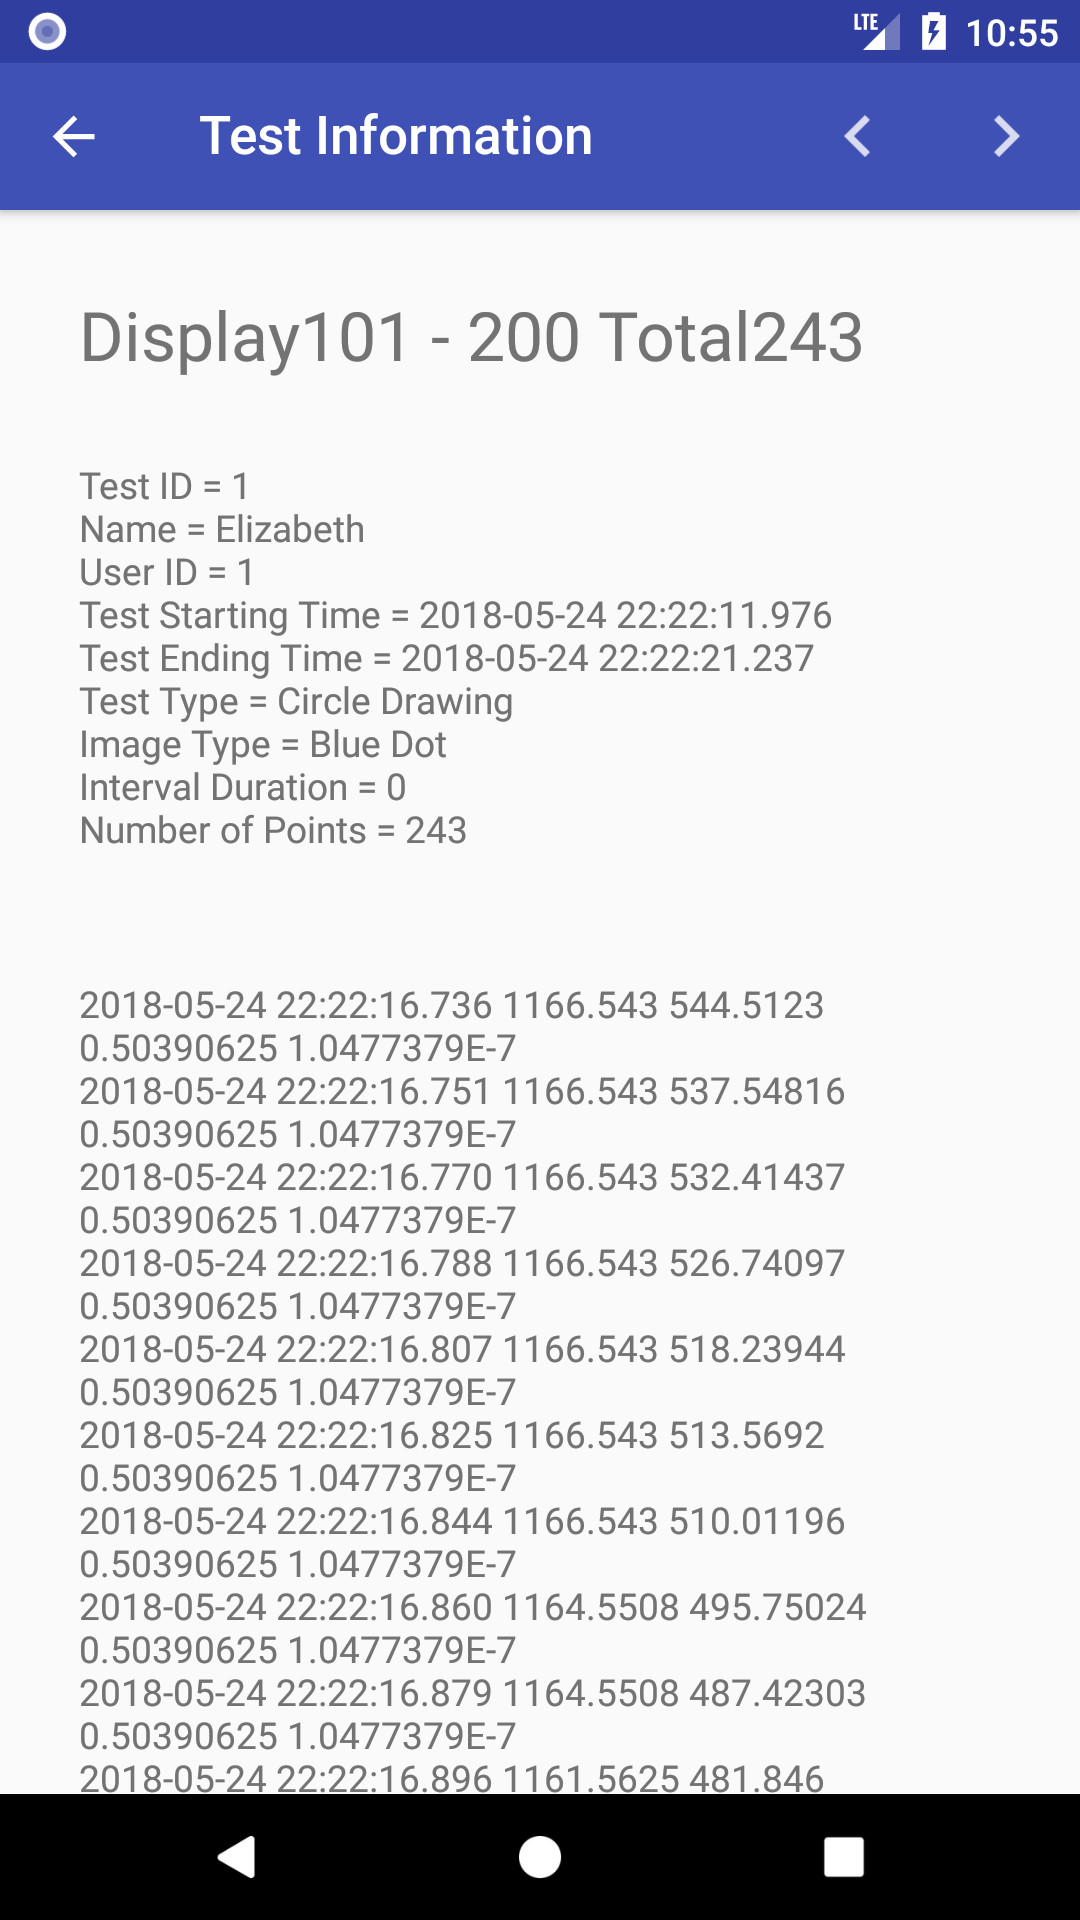 LTE 10:55
Test Information
Display101 - 200 Total243
Test ID = 1
Name = Elizabeth
User ID = 1
Test Starting Time = 2018-05-24 22:22:11.976
Test Ending Time = 2018-05-24 22:22:21.237
Test Type = Circle Drawing
Image Type = Blue Dot
Interval Duration = 0
Number of Points = 243
2018-05-24 22:22:16.736 1166.543 544.5123
0.50390625 1.0477379E-7
2018-05-24 22:22:16.751 1166.543 537.54816
0.50390625 1.0477379E-7
2018-05-24 22:22:16.770 1166.543 532.41437
0.50390625 1.0477379E-7
2018-05-24 22:22:16.788 1166.543 526.74097
0.50390625 1.0477379E-7
2018-05-24 22:22:16.807 1166.543 518.23944
0.50390625 1.0477379E-7
2018-05-24 22:22:16.825 1166.543 513.5692
0.50390625 1.0477379E-7
2018-05-24 22:22:16.844 1166.543 510.01196
0.50390625 1.0477379E-7
2018-05-24 22:22:16.860 1164.5508 495.75024
0.50390625 1.0477379E-7
2018-05-24 22:22:16.879 1164.5508 487.42303
0.50390625 1.0477379E-7
2018-05-24 22:22:16.896 1161.5625 481.846